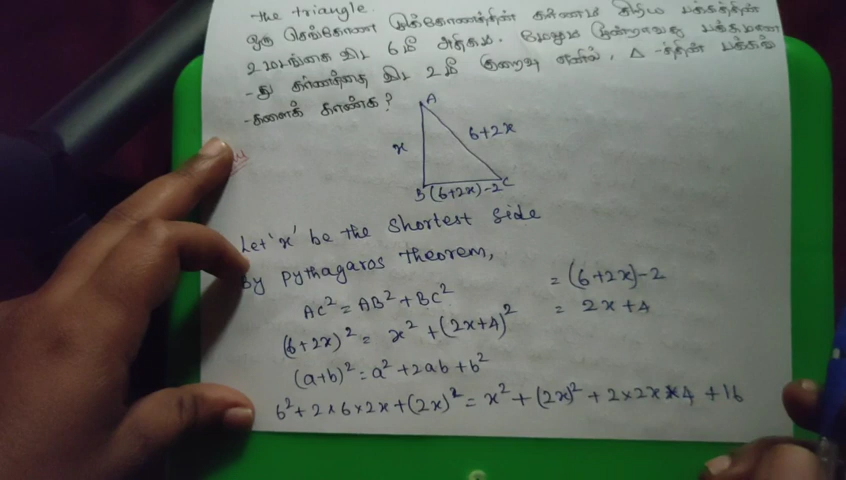 the triangle.
ஒரு செங்கோண முக்கோணத்தின் கர்ணம் சிறிய பக்கத்தின்
2 மடங்கை விட 6 மீ அதிகம். மேலும் மூன்றாவது பக்கமான
-து கர்ணத்தை விட 2 மீ குறைவு எனில், Δ -த்தின் பக்கங்
-களைக் காண்க?
A
x
6+2x
B (6+2x)-2 C
Let 'x' be the shortest side
by pythagaros theorem,
AC² = AB² + BC² = (6+2x)-2
(6+2x)² = x² + (2x+4)² = 2x+4
(a+b)² = a² + 2ab + b²
6² + 2×6×2x + (2x)² = x² + (2x)² + 2×2x×4 + 16